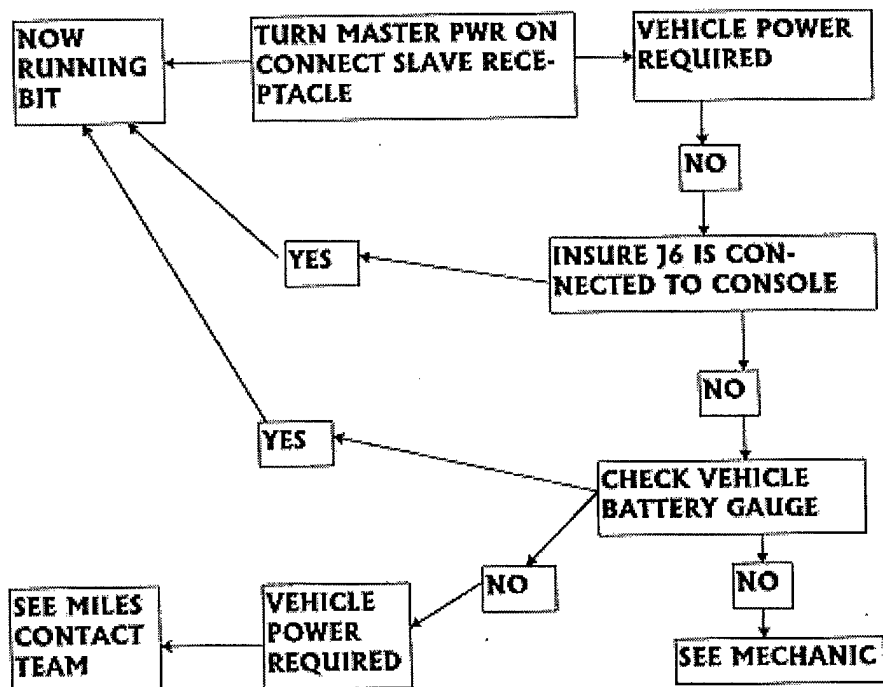 NOW
RUNNING
BIT
TURN MASTER PWR ON
CONNECT SLAVE RECE-
PTACLE
VEHICLE POWER
REQUIRED
NO
INSURE J6 IS CON-
NECTED TO CONSOLE
YES
NO
YES
CHECK VEHICLE
BATTERY GAUGE
NO
NO
SEE MILES
CONTACT
TEAM
VEHICLE
POWER
REQUIRED
SEE MECHANIC